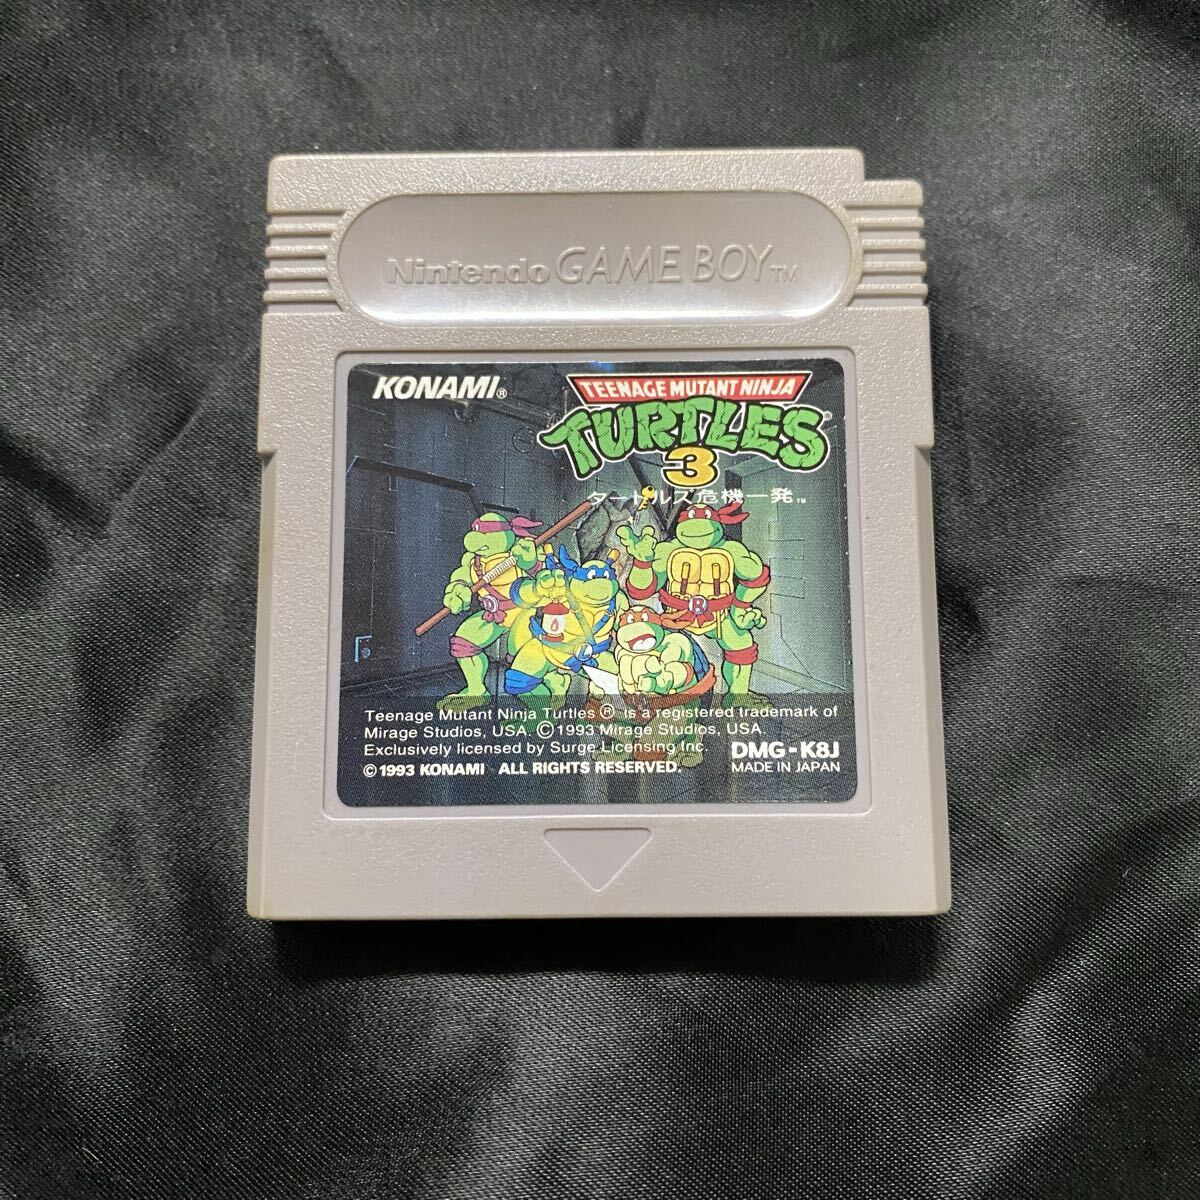 Nintendo GAME BOY TM
KONAMI®
TEENAGE MUTANT NINJA
TURTLES®
3
タートルズ危機一発TM
D
R
Teenage Mutant Ninja Turtles ® is a registered trademark of
Mirage Studios, USA. ©1993 Mirage Studios, USA.
Exclusively licensed by Surge Licensing Inc.
©1993 KONAMI ALL RIGHTS RESERVED.
DMG-K8J
MADE IN JAPAN